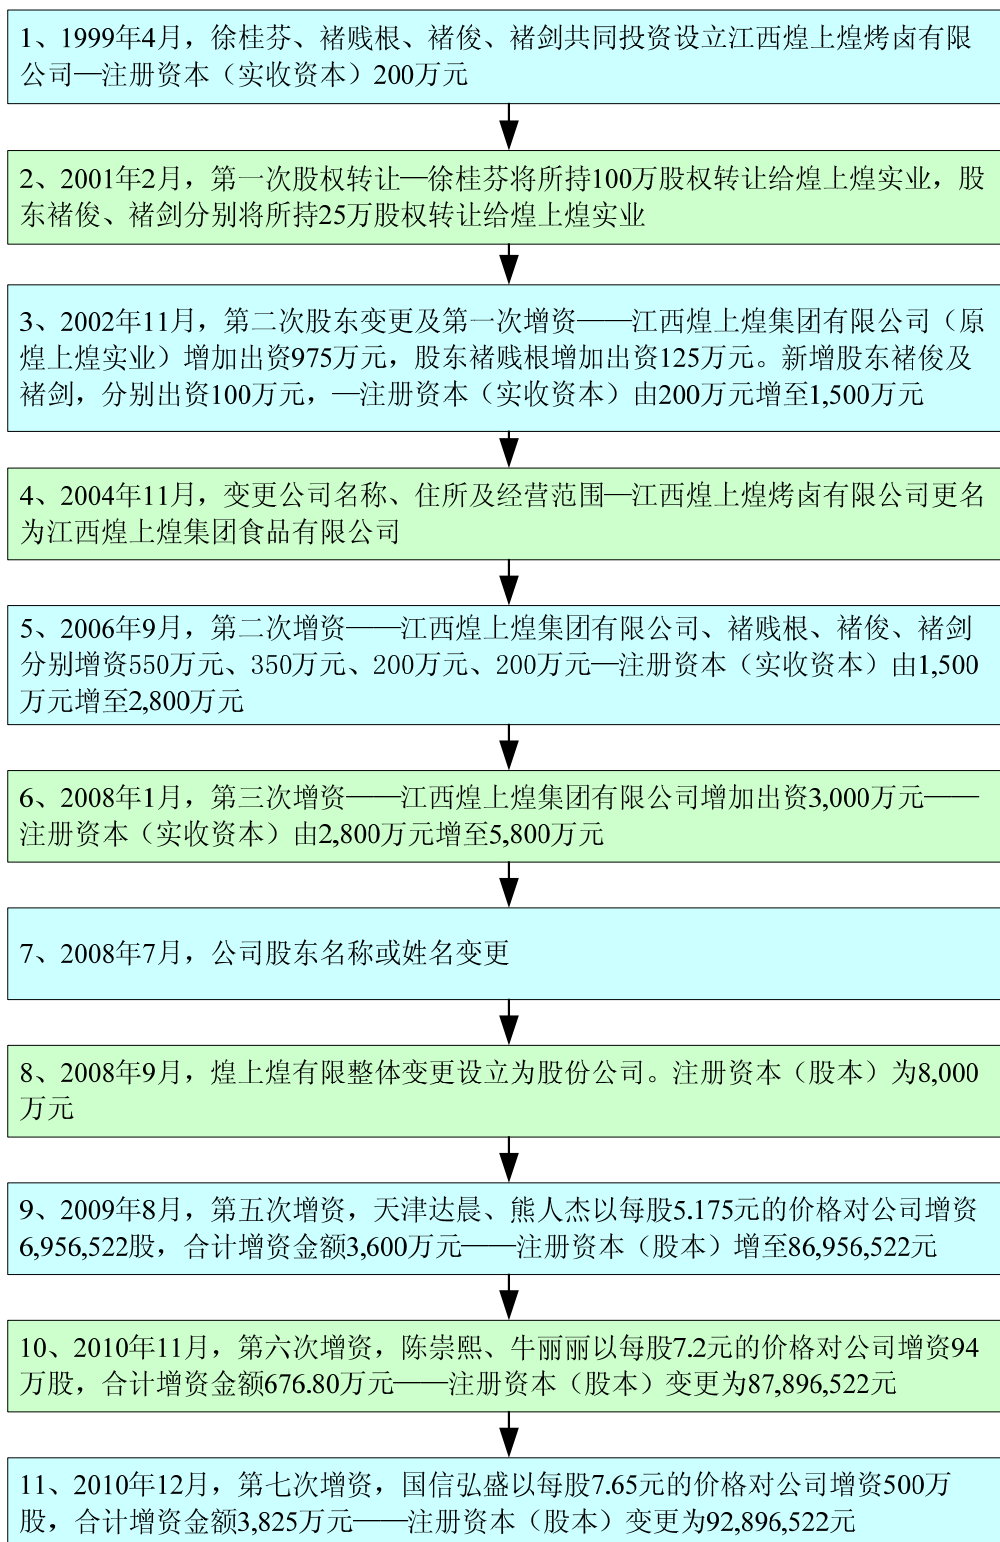 1、1999年4月，徐桂芬、褚贱根、褚俊、褚剑共同投资设立江西煌上煌烤卤有限
公司—注册资本（实收资本）200万元
2、2001年2月，第一次股权转让—徐桂芬将所持100万股权转让给煌上煌实业，股
东褚俊、褚剑分别将所持25万股权转让给煌上煌实业
3、2002年11月，第二次股东变更及第一次增资——江西煌上煌集团有限公司（原
煌上煌实业）增加出资975万元，股东褚贱根增加出资125万元。新增股东褚俊及
褚剑，分别出资100万元，—注册资本（实收资本）由200万元增至1,500万元
4、2004年11月，变更公司名称、住所及经营范围—江西煌上煌烤卤有限公司更名
为江西煌上煌集团食品有限公司
5、2006年9月，第二次增资——江西煌上煌集团有限公司、褚贱根、褚俊、褚剑
分别增资550万元、350万元、200万元、200万元—注册资本（实收资本）由1,500
万元增至2,800万元
6、2008年1月，第三次增资——江西煌上煌集团有限公司增加出资3,000万元——
注册资本（实收资本）由2,800万元增至5,800万元
7、2008年7月，公司股东名称或姓名变更
8、2008年9月，煌上煌有限整体变更设立为股份公司。注册资本（股本）为8,000
万元
9、2009年8月，第五次增资，天津达晨、熊人杰以每股5.175元的价格对公司增资
6,956,522股，合计增资金额3,600万元——注册资本（股本）增至86,956,522元
10、2010年11月，第六次增资，陈崇熙、牛丽丽以每股7.2元的价格对公司增资94
万股，合计增资金额676.80万元——注册资本（股本）变更为87,896,522元
11、2010年12月，第七次增资，国信弘盛以每股7.65元的价格对公司增资500万
股，合计增资金额3,825万元——注册资本（股本）变更为92,896,522元